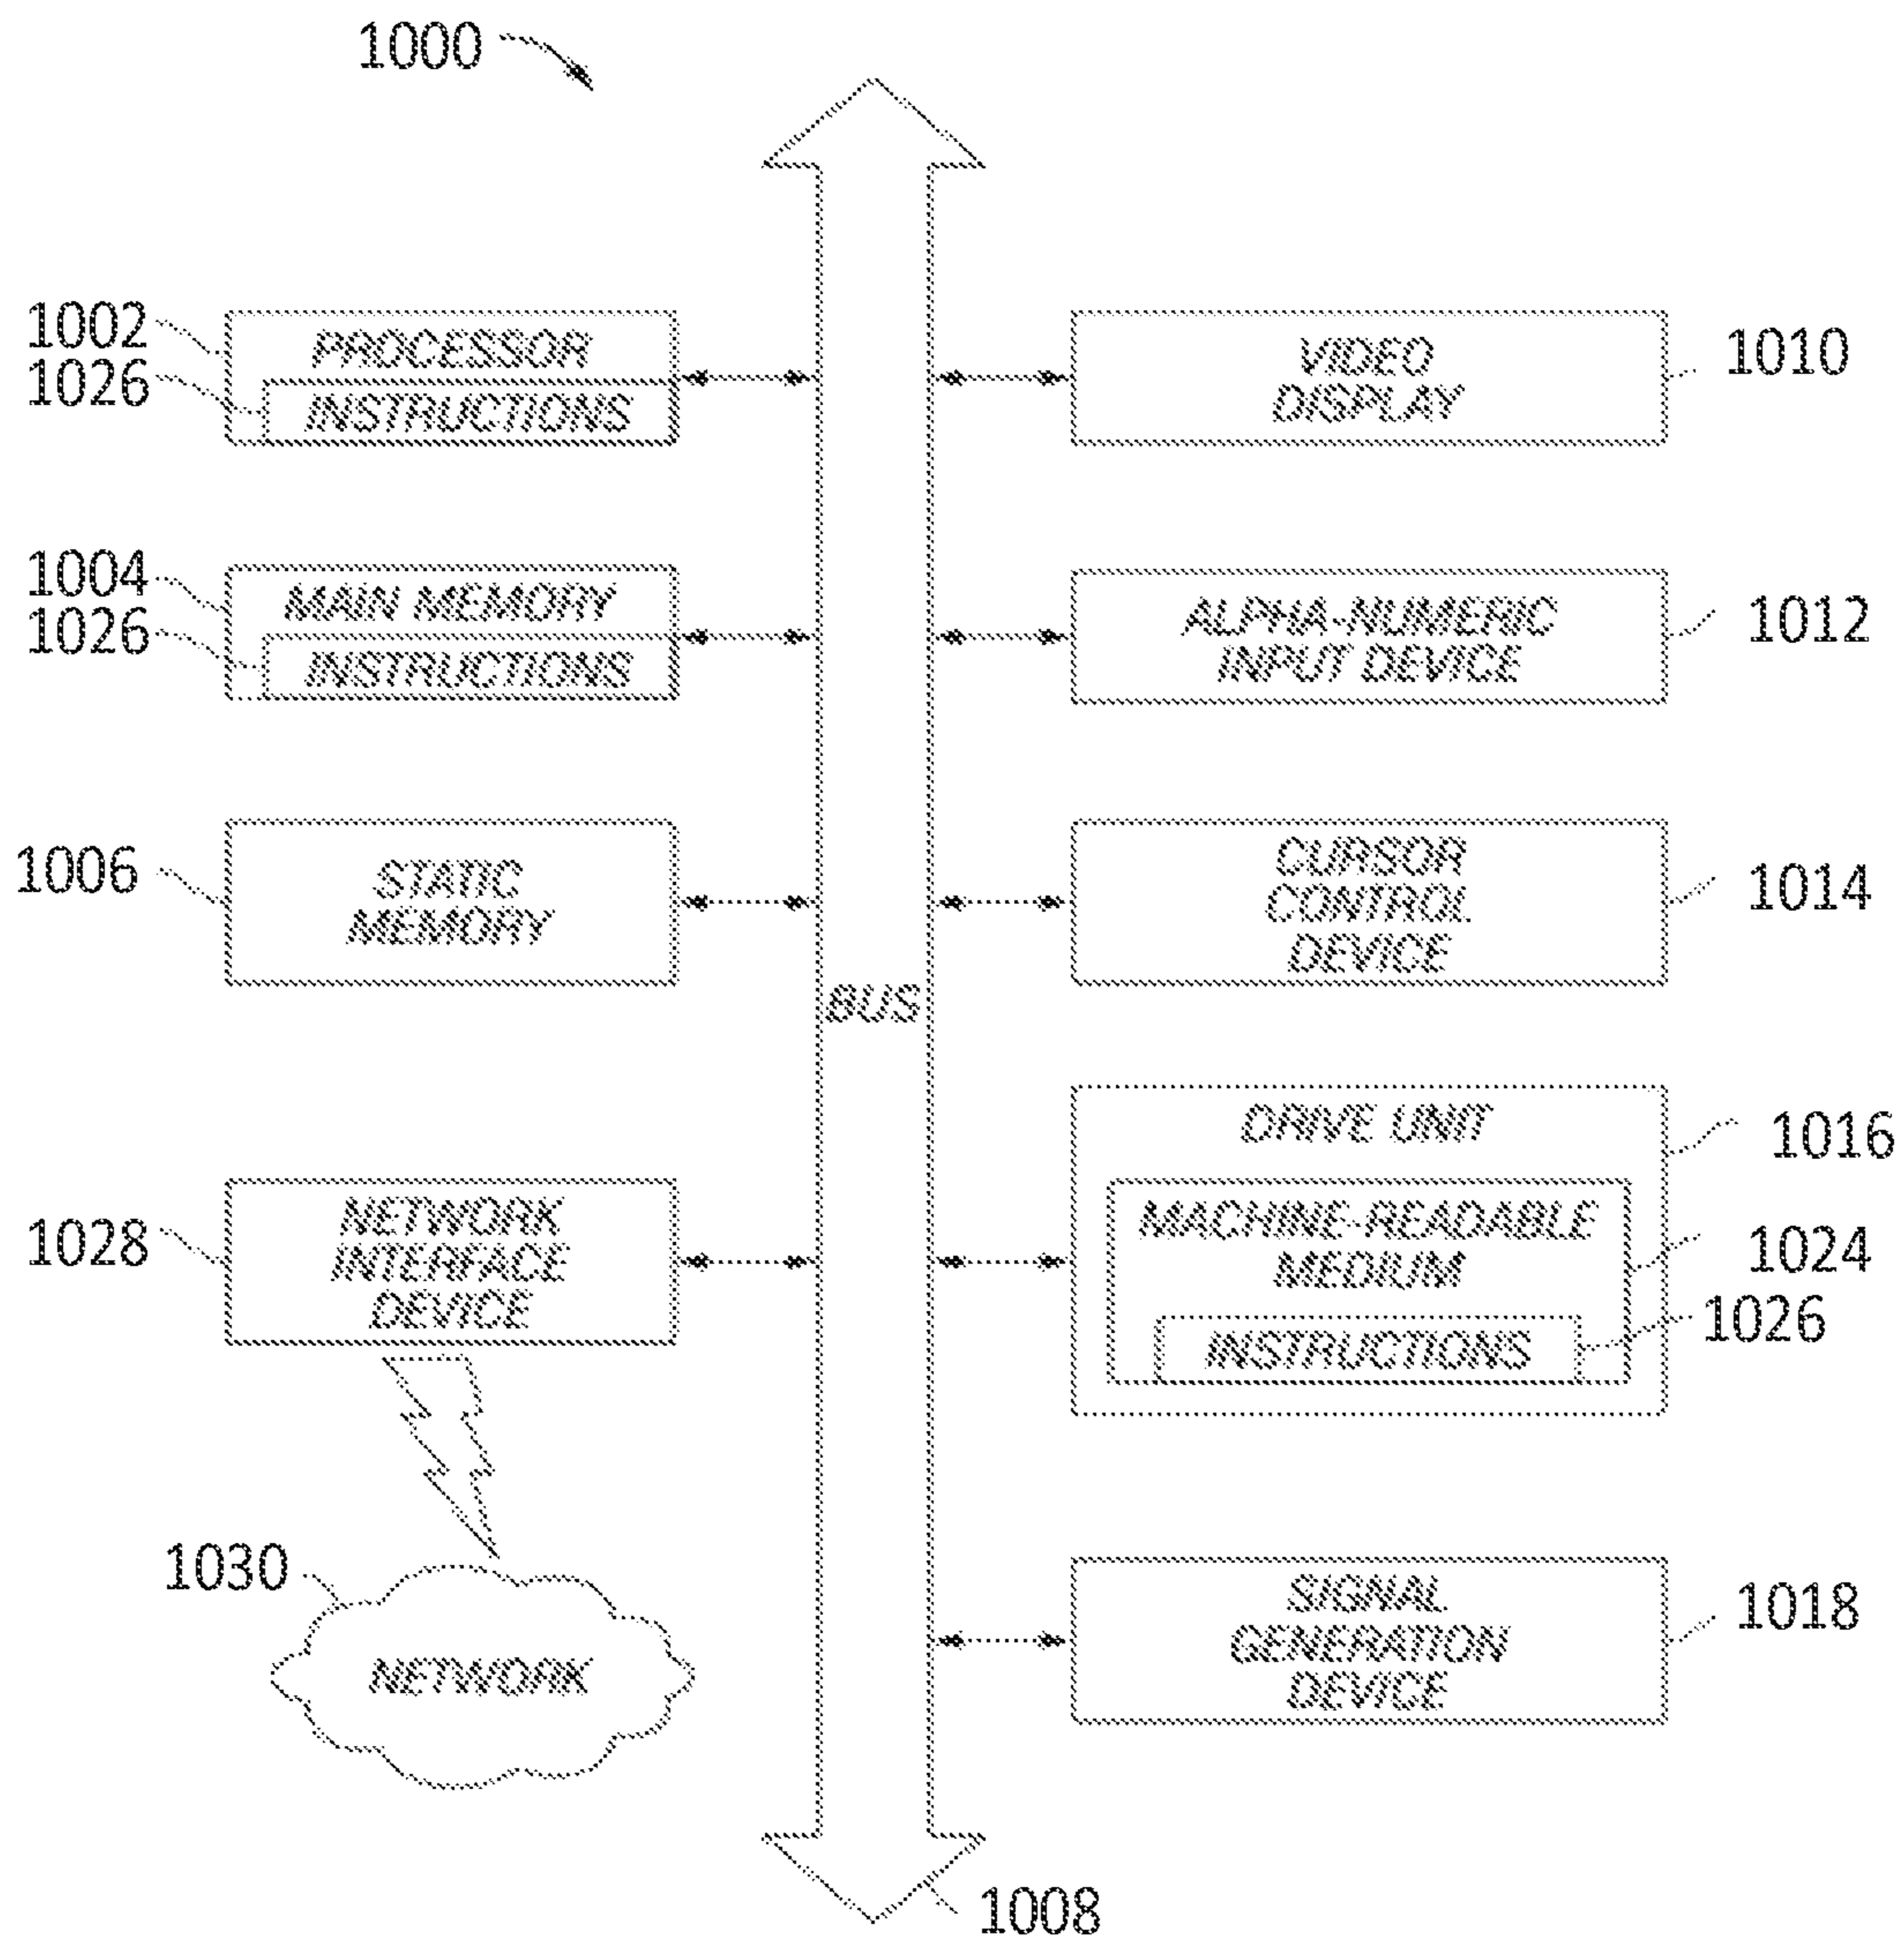 1000
1002
PROCESSOR
1026
INSTRUCTIONS
1004
MAIN MEMORY
1026
INSTRUCTIONS
1006
STATIC
MEMORY
1028
NETWORK
INTERFACE
DEVICE
1030
NETWORK
BUS
1008
VIDEO
DISPLAY
1010
ALPHA-NUMERIC
INPUT DEVICE
1012
CURSOR
CONTROL
DEVICE
1014
DRIVE UNIT
1016
MACHINE-READABLE
MEDIUM
1024
INSTRUCTIONS
1026
SIGNAL
GENERATION
DEVICE
1018